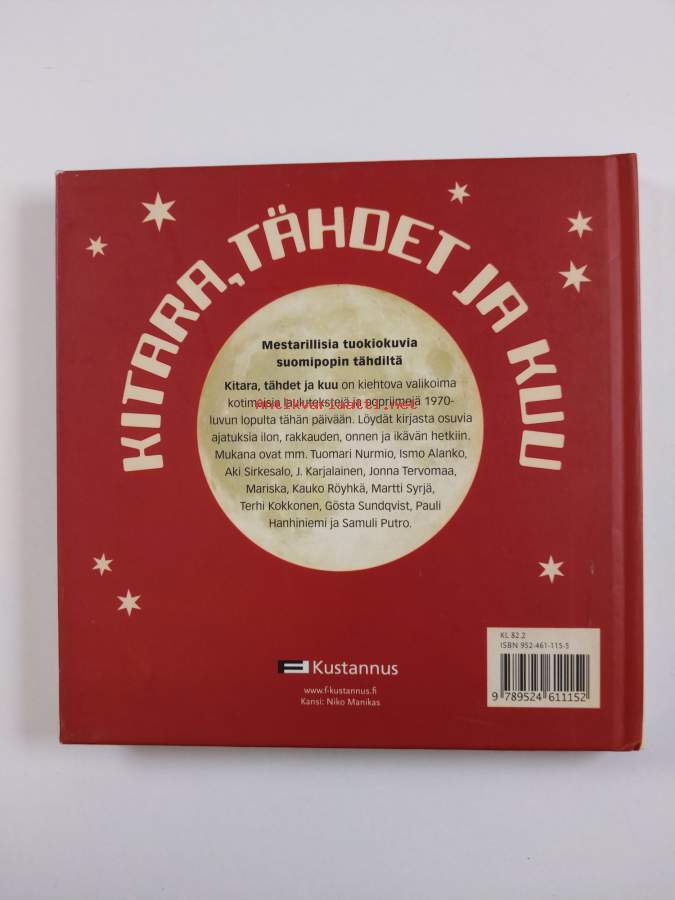 KITARA, TÄHDET JA KUU
Mestarillisia tuokiokuvia
suomipopin tähdiltä
Kitara, tähdet ja kuu on kiehtova valikoima
kotimaisia laulutekstejä ja popriimejä 1970-
Antikvariaatti.net
luvun lopulta tähän päivään. Löydät kirjasta osuvia
ajatuksia ilon, rakkauden, onnen ja ikävän hetkiin.
Mukana ovat mm. Tuomari Nurmio, Ismo Alanko,
Aki Sirkesalo, J. Karjalainen, Jonna Tervomaa,
Mariska, Kauko Röyhkä, Martti Syrjä,
Terhi Kokkonen, Gösta Sundqvist, Pauli
Hanhiniemi ja Samuli Putro.
KL 82.2
ISBN 952-461-115-5
9 789524 611152
F Kustannus
www.f-kustannus.fi
Kansi: Niko Manikas